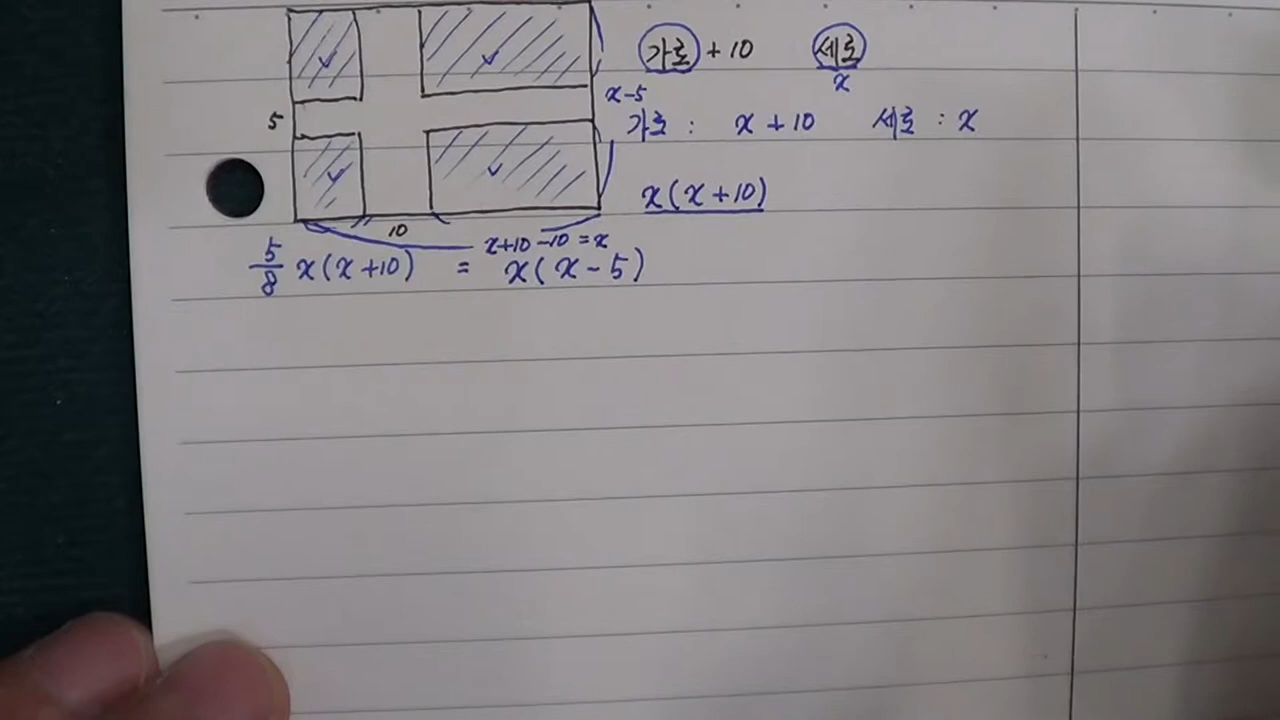 가로 + 10 세로
x
x-5
5
가로 : x + 10 세로 : x
x(x+10)
10
x+10-10=x
5/8 x(x+10) = x(x-5)